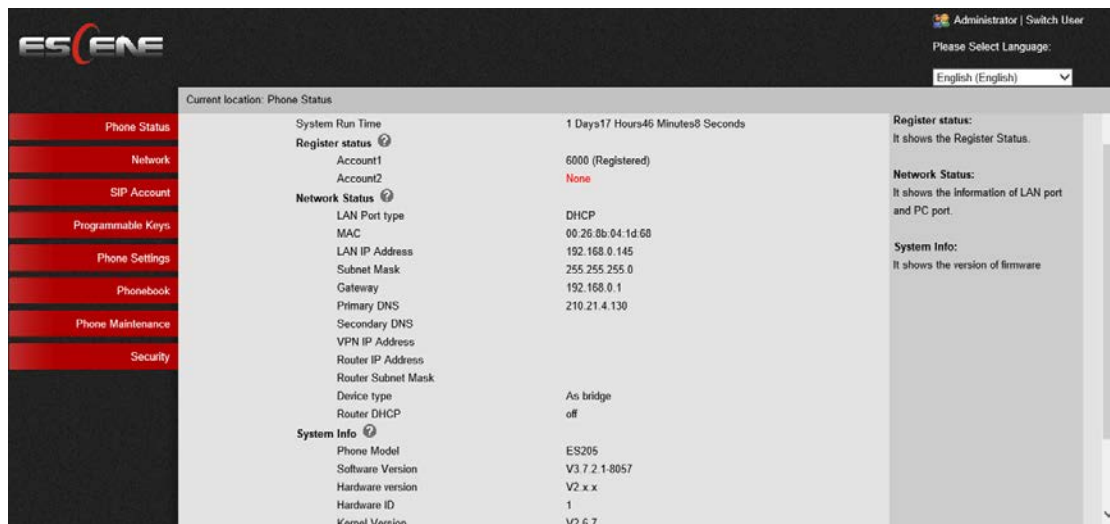 ESCENE
Administrator | Switch User
Please Select Language:
English (English)
Current location: Phone Status
Phone Status
Network
SIP Account
Programmable Keys
Phone Settings
Phonebook
Phone Maintenance
Security
System Run Time 1 Days17 Hours46 Minutes8 Seconds
Register status
Account1 6000 (Registered)
Account2 None
Network Status
LAN Port type DHCP
MAC 00:26:8b:04:1d:68
LAN IP Address 192.168.0.145
Subnet Mask 255.255.255.0
Gateway 192.168.0.1
Primary DNS 210.21.4.130
Secondary DNS
VPN IP Address
Router IP Address
Router Subnet Mask
Device type As bridge
Router DHCP off
System Info
Phone Model ES205
Software Version V3.7.2.1-8057
Hardware version V2.x.x
Hardware ID 1
Kernel Version V2.6.7
Register status:
It shows the Register Status.
Network Status:
It shows the information of LAN port
and PC port.
System Info:
It shows the version of firmware